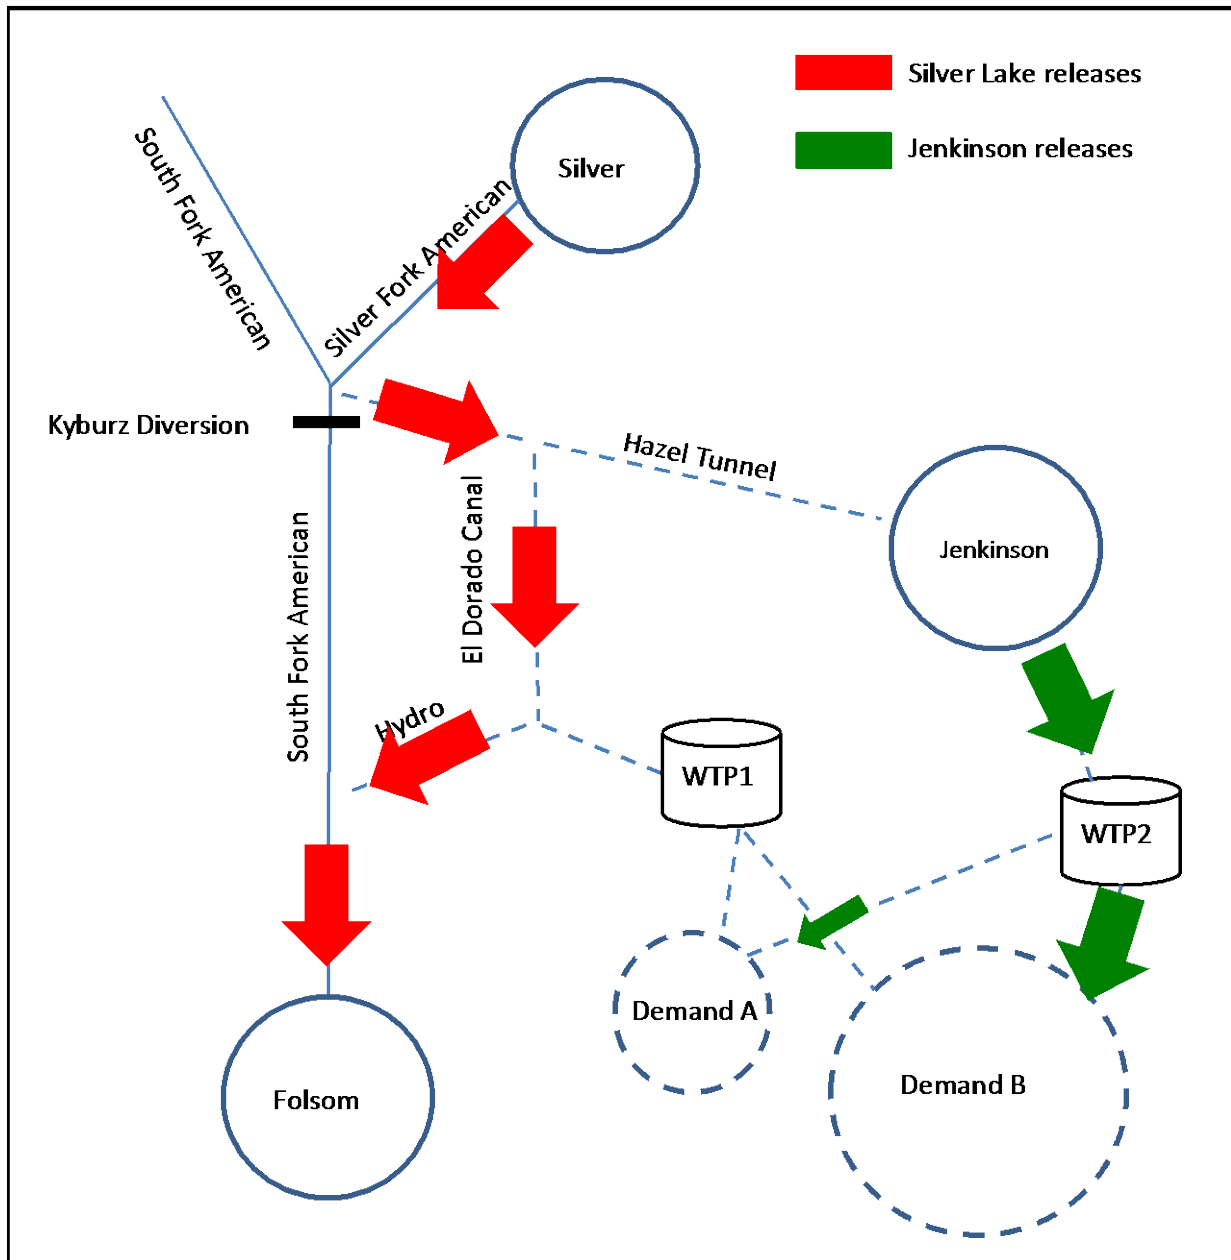 Silver Lake releases
Jenkinson releases
Silver
South Fork American
Silver Fork American
Kyburz Diversion
Hazel Tunnel
Jenkinson
El Dorado Canal
South Fork American
Hydro
WTP1
WTP2
Demand A
Demand B
Folsom